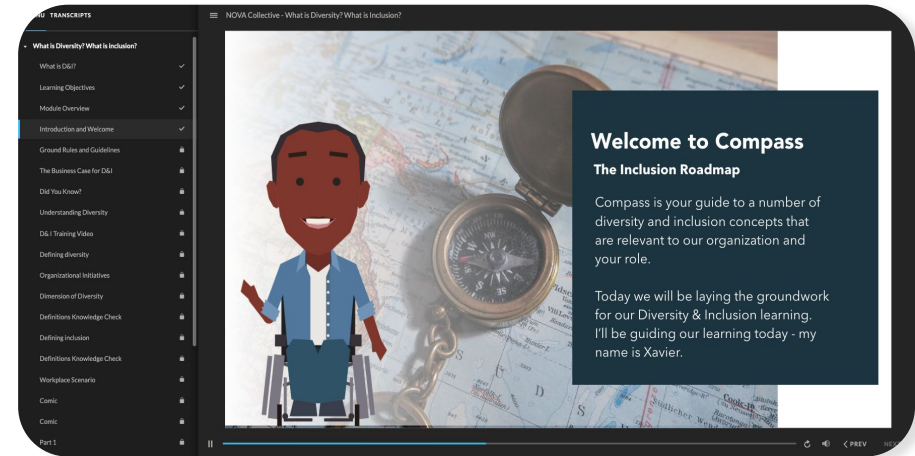 NU TRANSCRIPTS
NOVA Collective - What is Diversity? What is Inclusion?
What is Diversity? What is inclusion?
What is D&I?
Learning Objectives
Module Overview
Introduction and Welcome
Ground Rules and Guidelines
The Business Case for D&I
Did You Know?
Understanding Diversity
D& I Training Video
Defining diversity
Organizational Initiatives
Dimension of Diversity
Definitions Knowledge Check
Defining inclusion
Definitions Knowledge Check
Workplace Scenario
Comic
Comic
Part 1
Welcome to Compass
The Inclusion Roadmap
Compass is your guide to a number of
diversity and inclusion concepts that
are relevant to our organization and
your role.
Today we will be laying the groundwork
for our Diversity & Inclusion learning.
I'll be guiding our learning today - my
name is Xavier.
NW
S
D
S
PREV
NEX